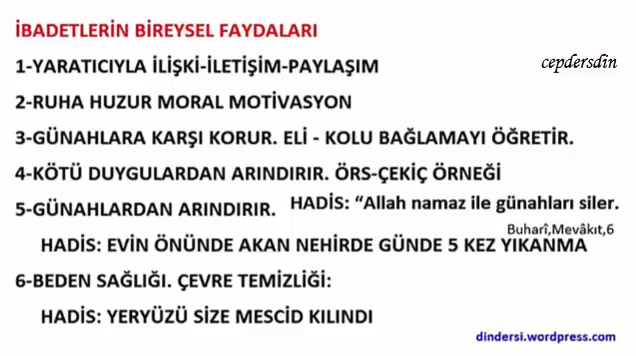 İBADETLERİN BİREYSEL FAYDALARI
1-YARATICIYLA İLİŞKİ-İLETİŞİM-PAYLAŞIM
cepdersdin
2-RUHA HUZUR MORAL MOTİVASYON
3-GÜNAHLARA KARŞI KORUR. ELİ - KOLU BAĞLAMAYI ÖĞRETİR.
4-KÖTÜ DUYGULARDAN ARINDIRIR. ÖRS-ÇEKİÇ ÖRNEĞİ
5-GÜNAHLARDAN ARINDIRIR. HADİS: “Allah namaz ile günahları siler.
Buharî,Mevâkıt,6
HADİS: EVİN ÖNÜNDE AKAN NEHİRDE GÜNDE 5 KEZ YIKANMA
6-BEDEN SAĞLIĞI. ÇEVRE TEMİZLİĞİ:
HADİS: YERYÜZÜ SİZE MESCİD KILINDI
dindersi.wordpress.com